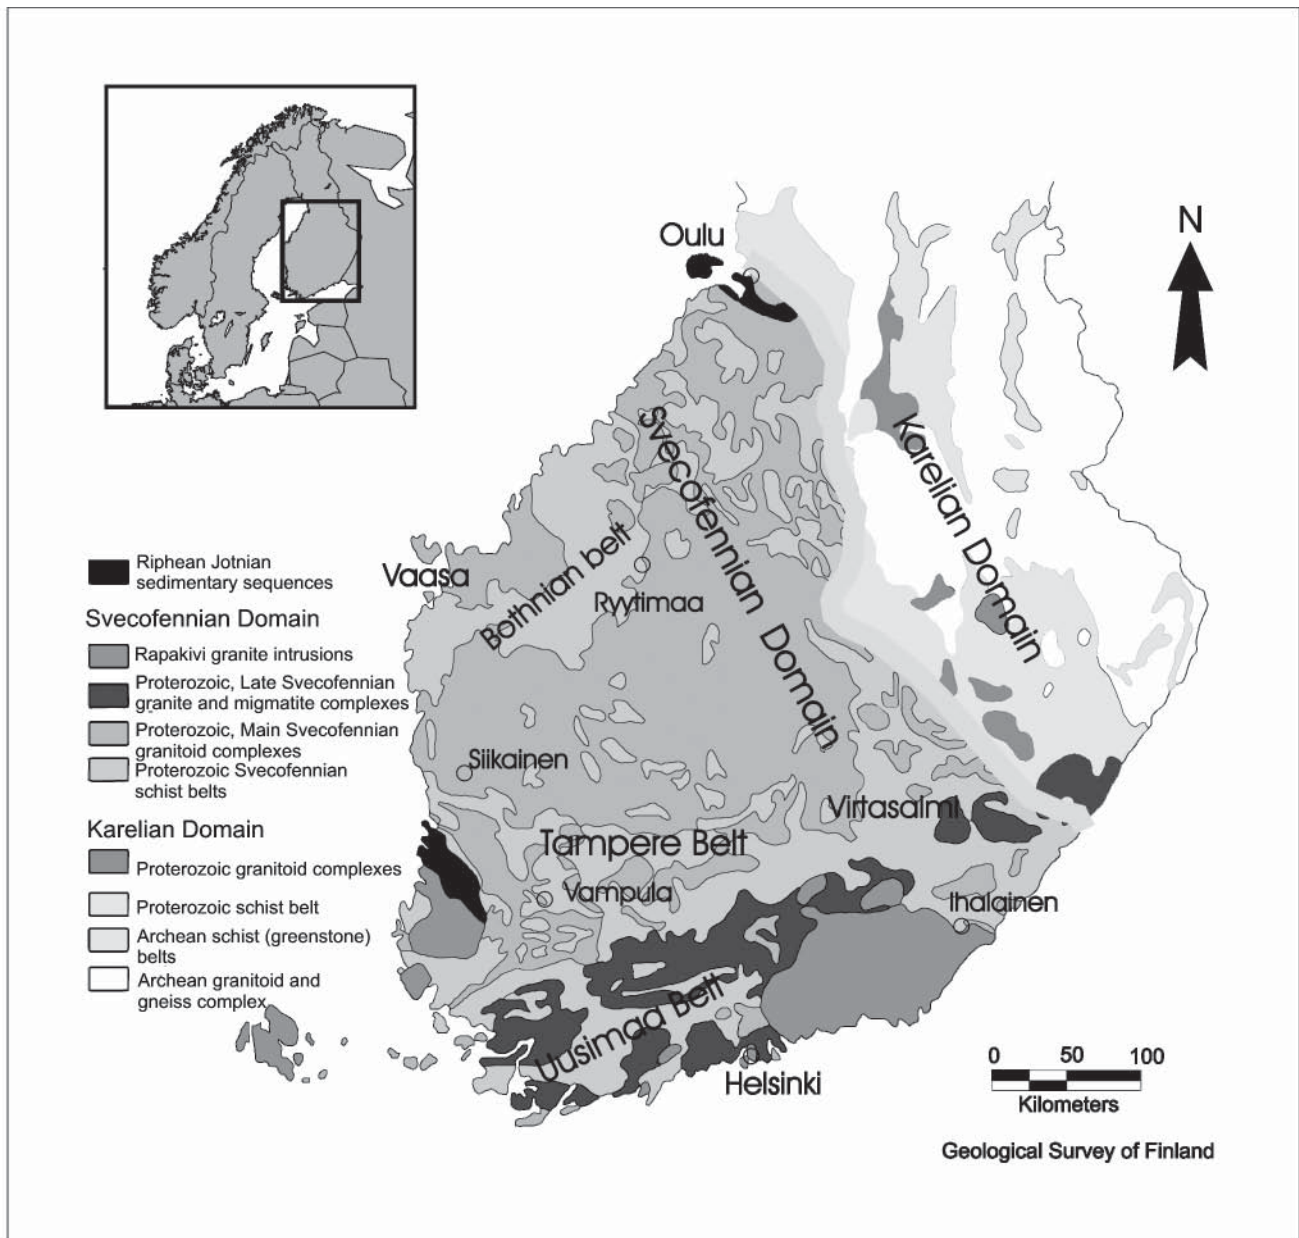 Oulu
N
Svecofennian Domain
Karelian Domain
Vaasa
Bothnian belt
Ryytimaa
Siikainen
Virtasalmi
Tampere Belt
Vampula
Ihalainen
Uusimaa Belt
Helsinki
Riphean Jotnian
sedimentary sequences
Svecofennian Domain
Rapakivi granite intrusions
Proterozoic, Late Svecofennian
granite and migmatite complexes
Proterozoic, Main Svecofennian
granitoid complexes
Proterozoic Svecofennian
schist belts
Karelian Domain
Proterozoic granitoid complexes
Proterozoic schist belt
Archean schist (greenstone)
belts
Archean granitoid and
gneiss complex
0 50 100
Kilometers
Geological Survey of Finland